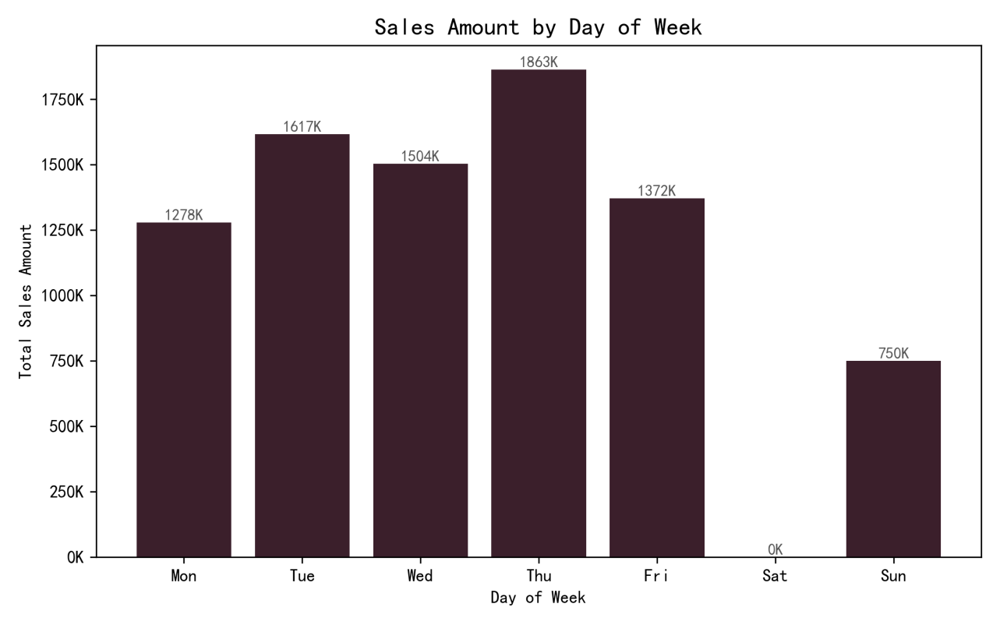 Sales Amount by Day of Week
Total Sales Amount
1750K
1500K
1250K
1000K
750K
500K
250K
0K
1278K
1617K
1504K
1863K
1372K
0K
750K
Mon Tue Wed Thu Fri Sat Sun
Day of Week